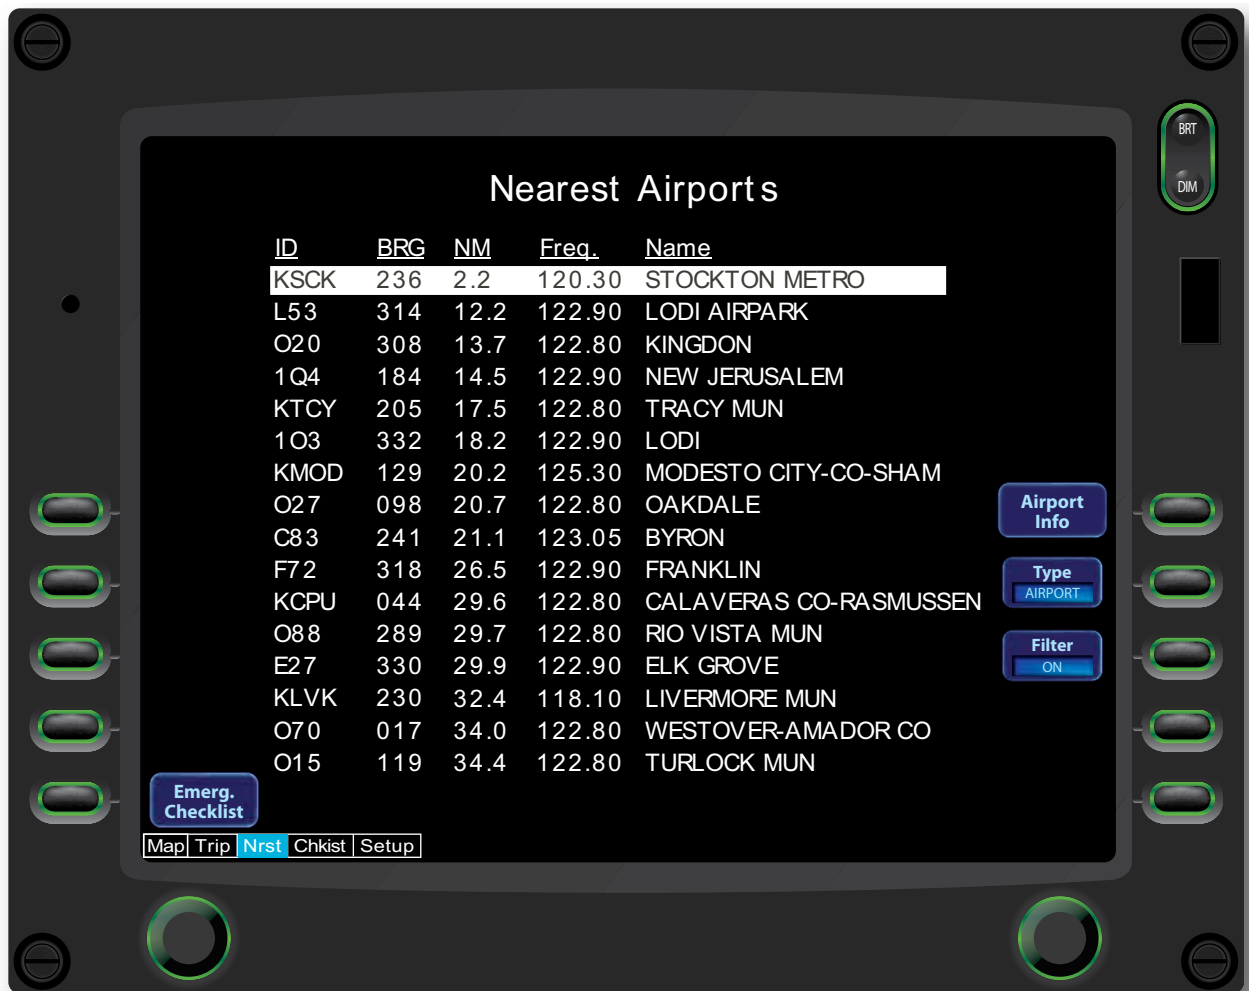 BRT
DIM
Nearest Airports
ID BRG NM Freq. Name
KSCK 236 2.2 120.30 STOCKTON METRO
L53 314 12.2 122.90 LODI AIRPARK
O20 308 13.7 122.80 KINGDON
1Q4 184 14.5 122.90 NEW JERUSALEM
KTCY 205 17.5 122.80 TRACY MUN
1O3 332 18.2 122.90 LODI
KMOD 129 20.2 125.30 MODESTO CITY-CO-SHAM
O27 098 20.7 122.80 OAKDALE
C83 241 21.1 123.05 BYRON
F72 318 26.5 122.90 FRANKLIN
KCPU 044 29.6 122.80 CALAVERAS CO-RASMUSSEN
O88 289 29.7 122.80 RIO VISTA MUN
E27 330 29.9 122.90 ELK GROVE
KLVK 230 32.4 118.10 LIVERMORE MUN
O70 017 34.0 122.80 WESTOVER-AMADOR CO
O15 119 34.4 122.80 TURLOCK MUN
Airport
Info
Type
AIRPORT
Filter
ON
Emerg.
Checklist
Map Trip Nrst Chkist Setup